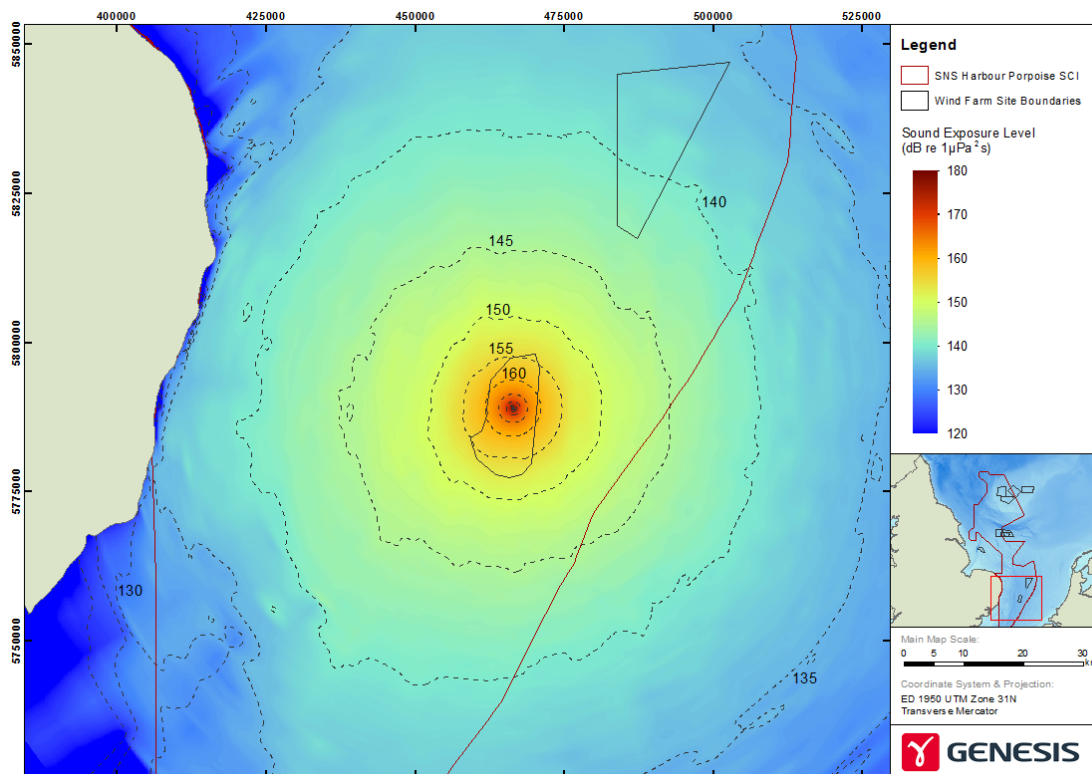 400000 425000 450000 475000 500000 525000
5850000
5825000
5800000
5775000
5750000
140
145
150
155
160
130
135
Legend
SNS Harbour Porpoise SCI
Wind Farm Site Boundaries
Sound Exposure Level
(dB re 1µPa²s)
180
170
160
150
140
130
120
Main Map Scale:
0 5 10 20 30
km
Coordinate System & Projection:
ED 1950 UTM Zone 31N
Transverse Mercator
GENESIS